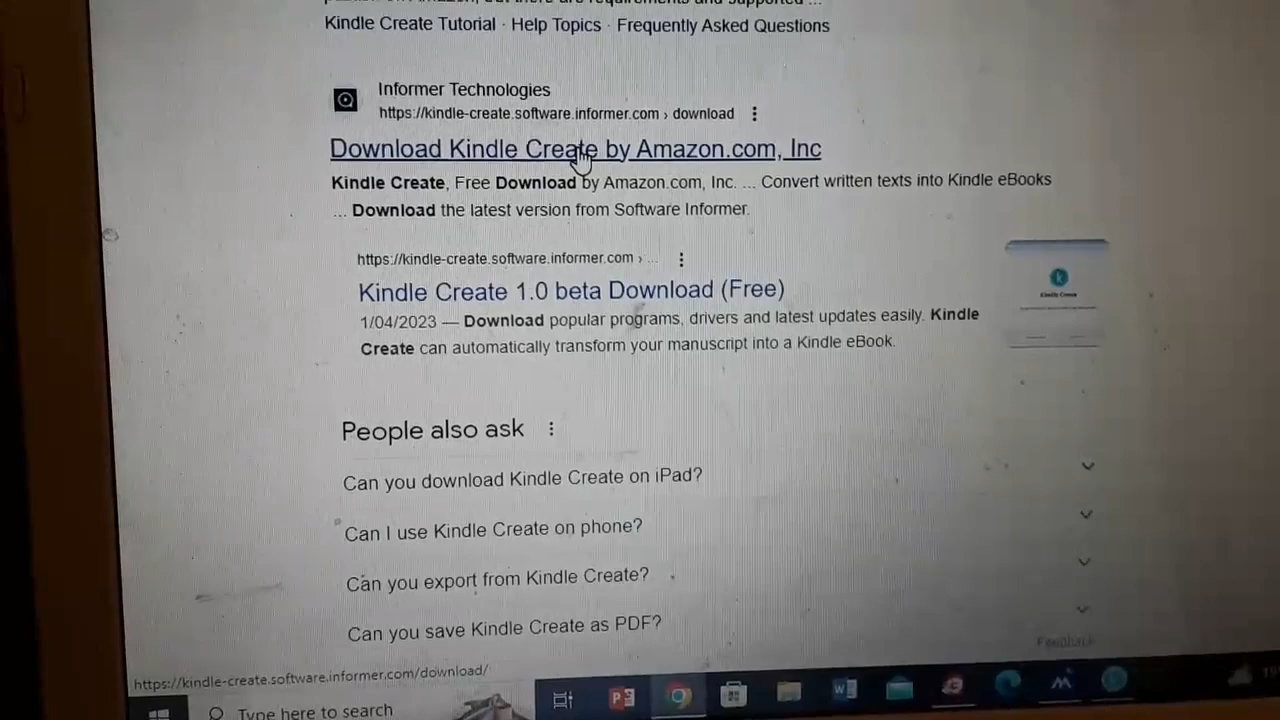 Kindle Create Tutorial · Help Topics · Frequently Asked Questions
Informer Technologies
https://kindle-create.software.informer.com › download
Download Kindle Create by Amazon.com, Inc
Kindle Create, Free Download by Amazon.com, Inc. ... Convert written texts into Kindle eBooks
... Download the latest version from Software Informer.
https://kindle-create.software.informer.com › ...
Kindle Create 1.0 beta Download (Free)
1/04/2023 — Download popular programs, drivers and latest updates easily. Kindle
Create can automatically transform your manuscript into a Kindle eBook.
Kindle Create
People also ask
Can you download Kindle Create on iPad?
Can I use Kindle Create on phone?
Can you export from Kindle Create?
Can you save Kindle Create as PDF?
Feedback
https://kindle-create.software.informer.com/download/
Type here to search